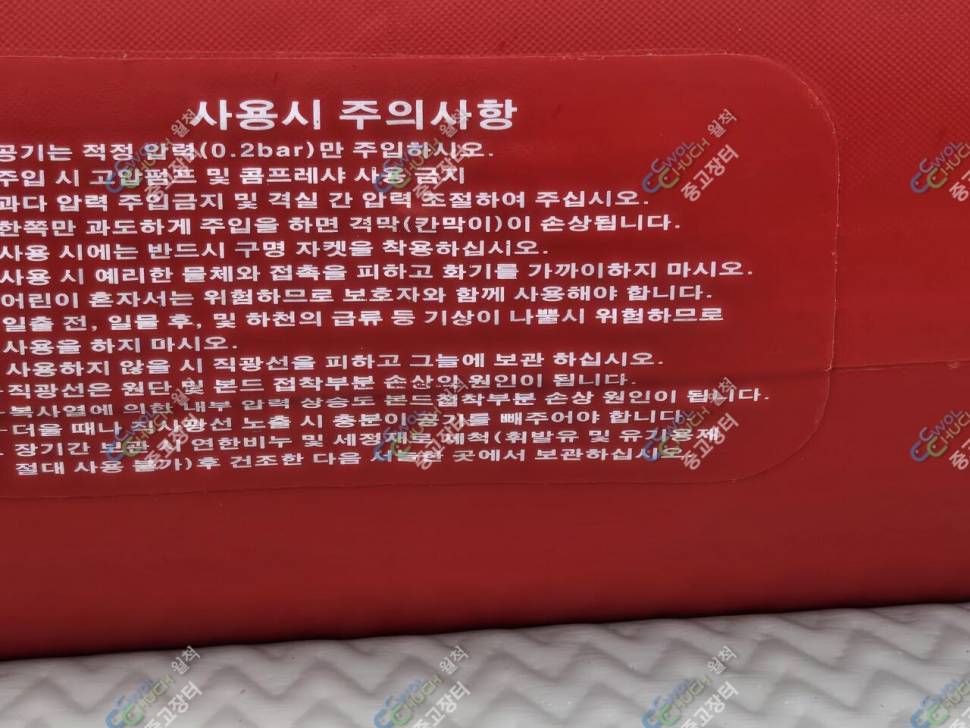 사용시 주의사항
공기는 적정 압력(0.2bar)만 주입하시오.
주입 시 고압펌프 및 콤프레샤 사용 금지
과다 압력 주입금지 및 격실 간 압력 조절하여 주십시오.
한쪽만 과도하게 주입을 하면 격막(칸막이)이 손상됩니다.
사용 시에는 반드시 구명 자켓을 착용하십시오.
사용 시 예리한 물체와 접촉을 피하고 화기를 가까이하지 마시오.
어린이 혼자서는 위험하므로 보호자와 함께 사용해야 합니다.
일출 전, 일몰 후, 및 하천의 급류 등 기상이 나쁠시 위험하므로
사용을 하지 마시오.
사용하지 않을 시 직광선을 피하고 그늘에 보관 하십시오.
직광선은 원단 및 본드 접착부분 손상의 원인이 됩니다.
복사열에 의한 내부 압력 상승도 본드접착부분 손상 원인이 됩니다.
더울 때나 직사광선 노출 시 충분이 공기를 빼주어야 합니다.
장기간 보관 시 연한비누 및 세정제로 세척(휘발유 및 유기용제
절대 사용 불가)후 건조한 다음 서늘한 곳에서 보관하십시오.
CHUCK 월척
WOL
중고장터